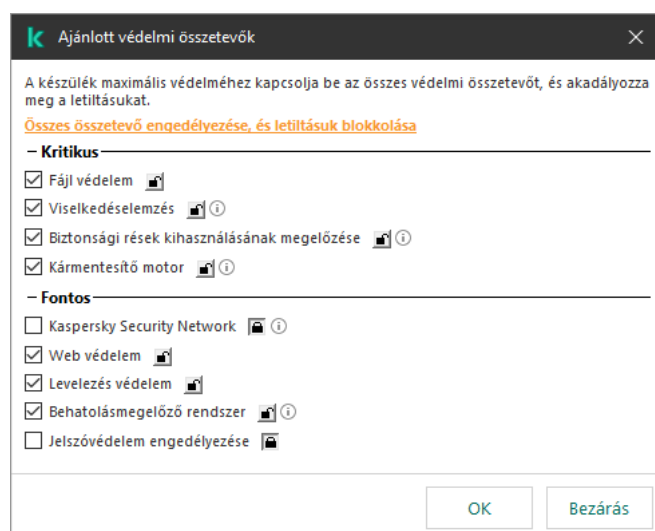 Ajánlott védelmi összetevők
A készülék maximális védelméhez kapcsolja be az összes védelmi összetevőt, és akadályozza
meg a letiltásukat.
Összes összetevő engedélyezése, és letiltásuk blokkolása
Kritikus
Fájl védelem
Viselkedéselemzés
Biztonsági rések kihasználásának megelőzése
Kármentesítő motor
Fontos
Kaspersky Security Network
Web védelem
Levelezés védelem
Behatolásmegelőző rendszer
Jelszóvédelem engedélyezése
OK Bezárás